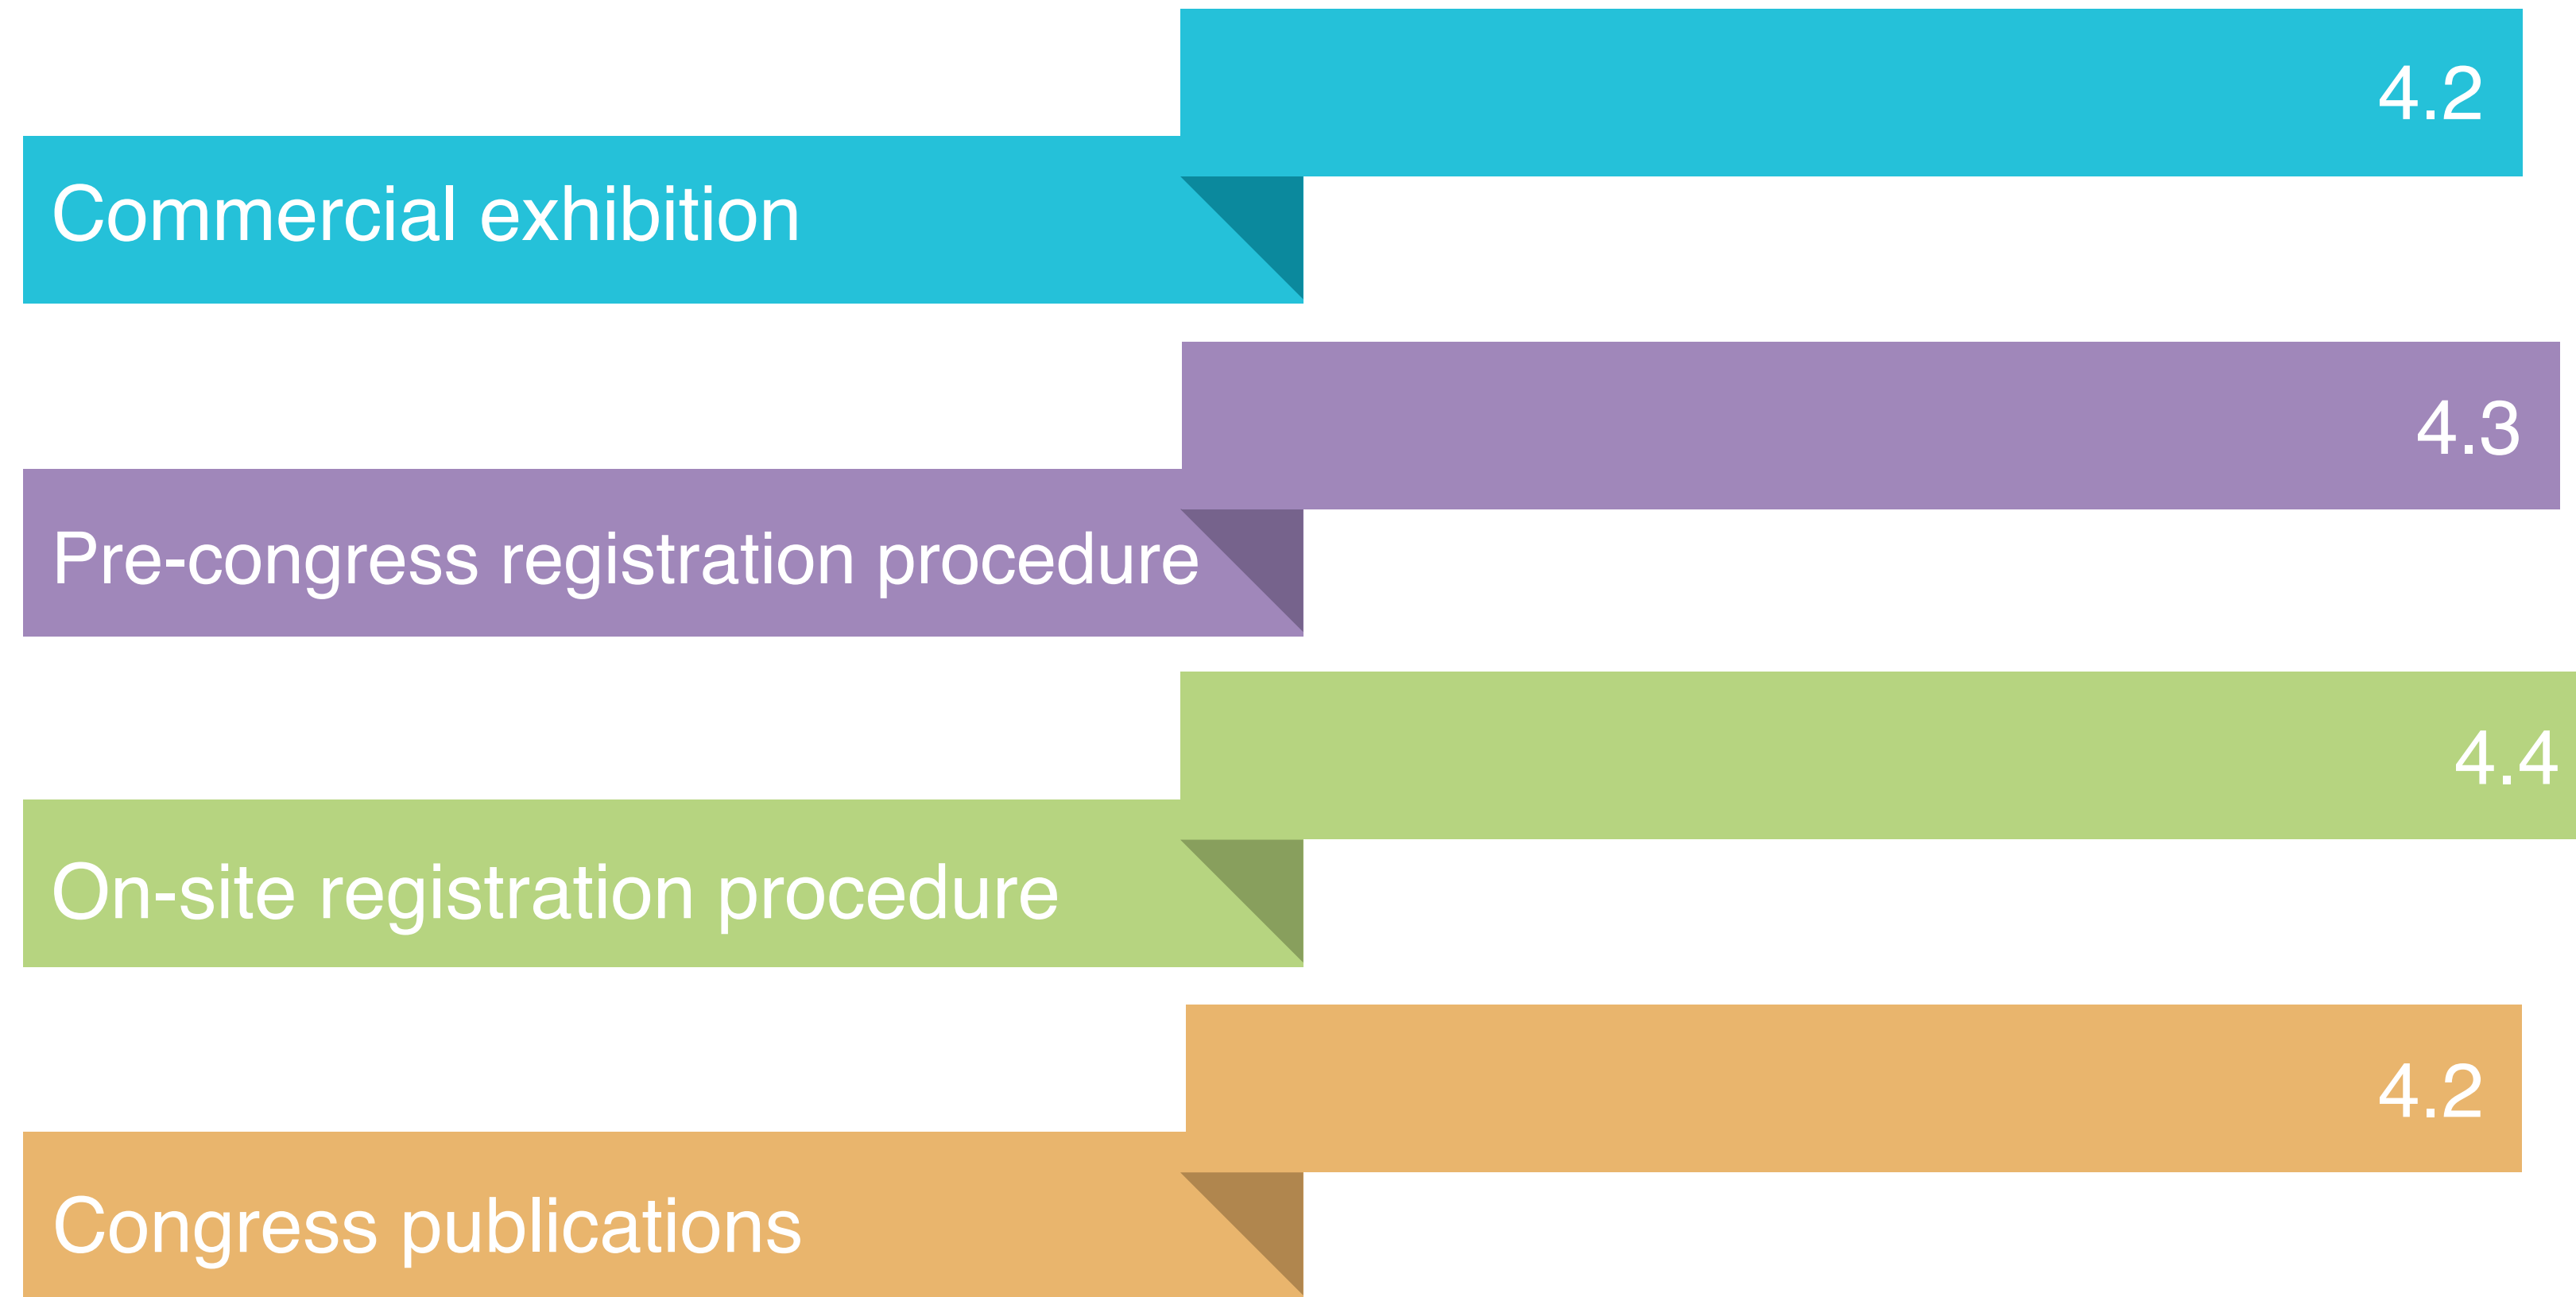 4.2
Commercial exhibition
4.3
Pre-congress registration procedure
4.4
On-site registration procedure
4.2
Congress publications